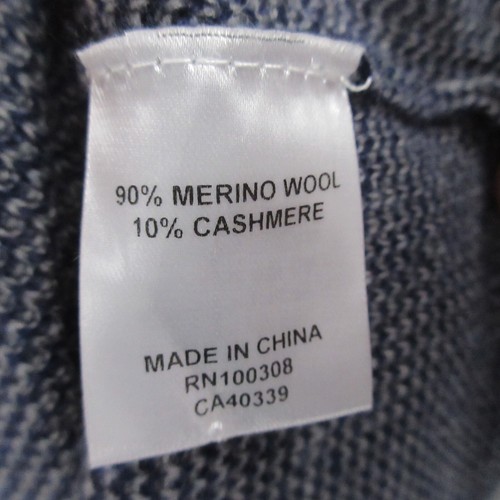 90% MERINO WOOL
10% CASHMERE
MADE IN CHINA
RN100308
CA40339